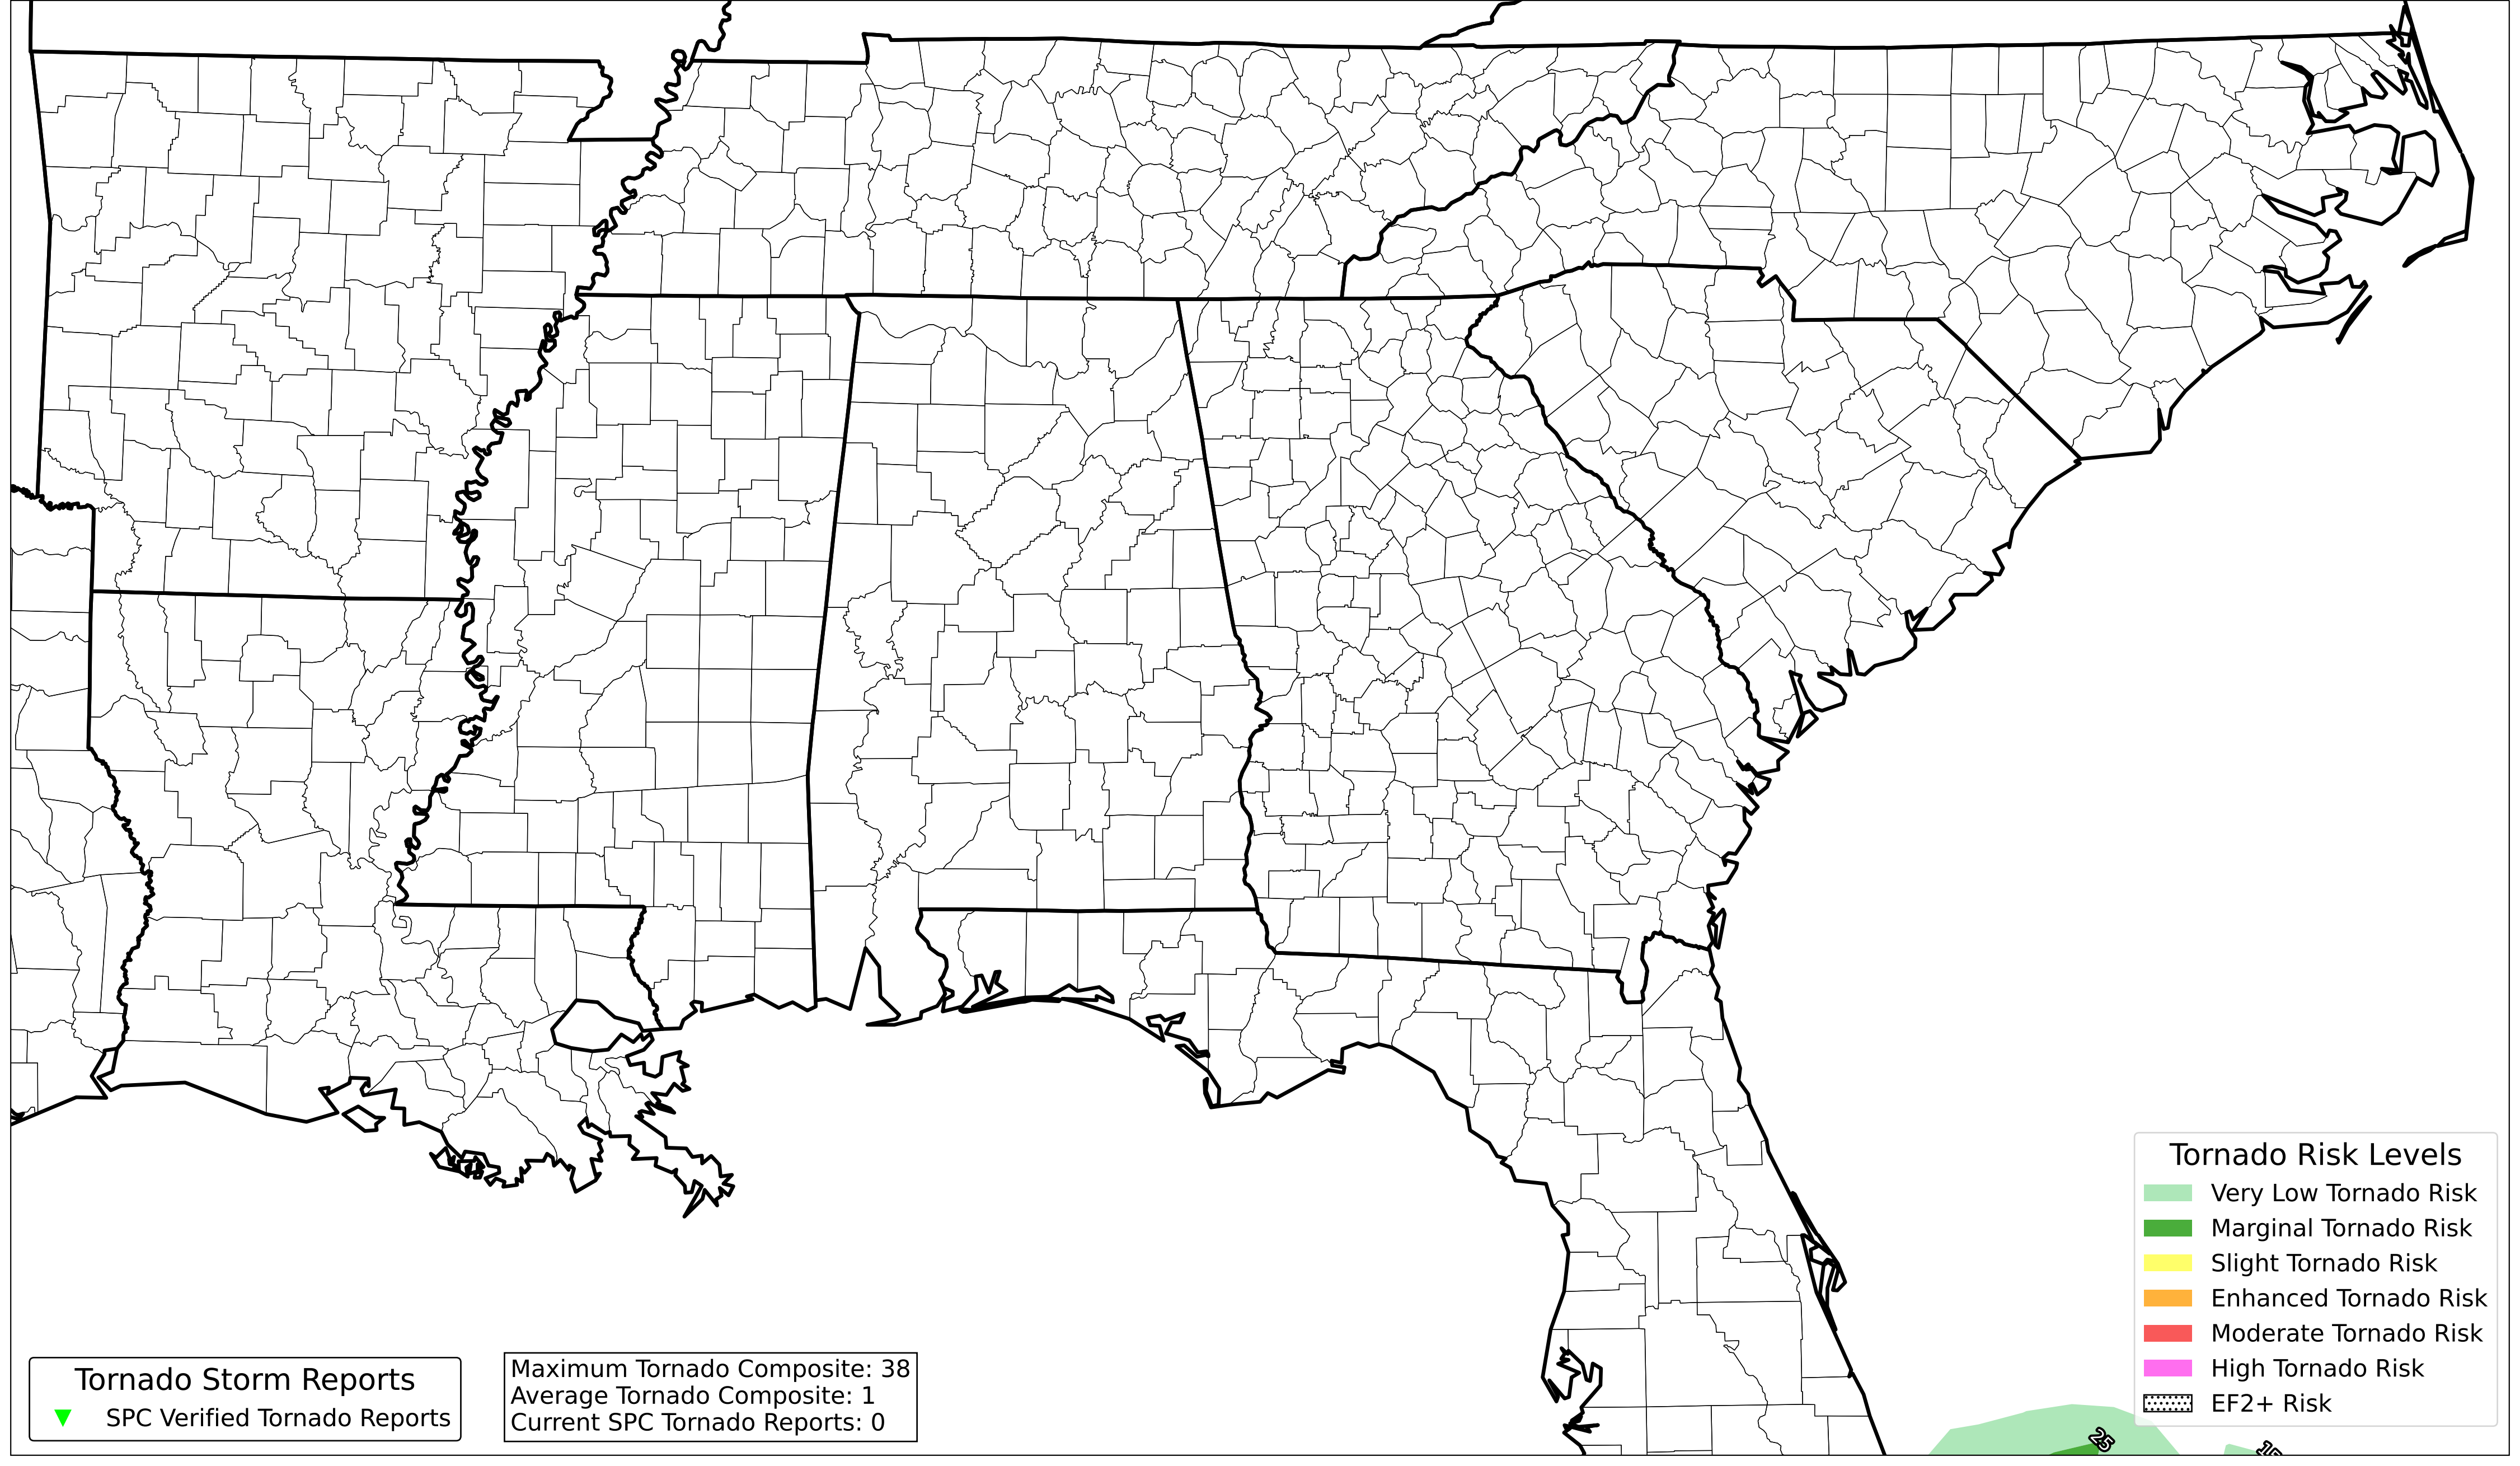 Tornado Risk Levels
Very Low Tornado Risk
Marginal Tornado Risk
Slight Tornado Risk
Enhanced Tornado Risk
Moderate Tornado Risk
High Tornado Risk
EF2+ Risk
Tornado Storm Reports
SPC Verified Tornado Reports
Maximum Tornado Composite: 38
Average Tornado Composite: 1
Current SPC Tornado Reports: 0
25